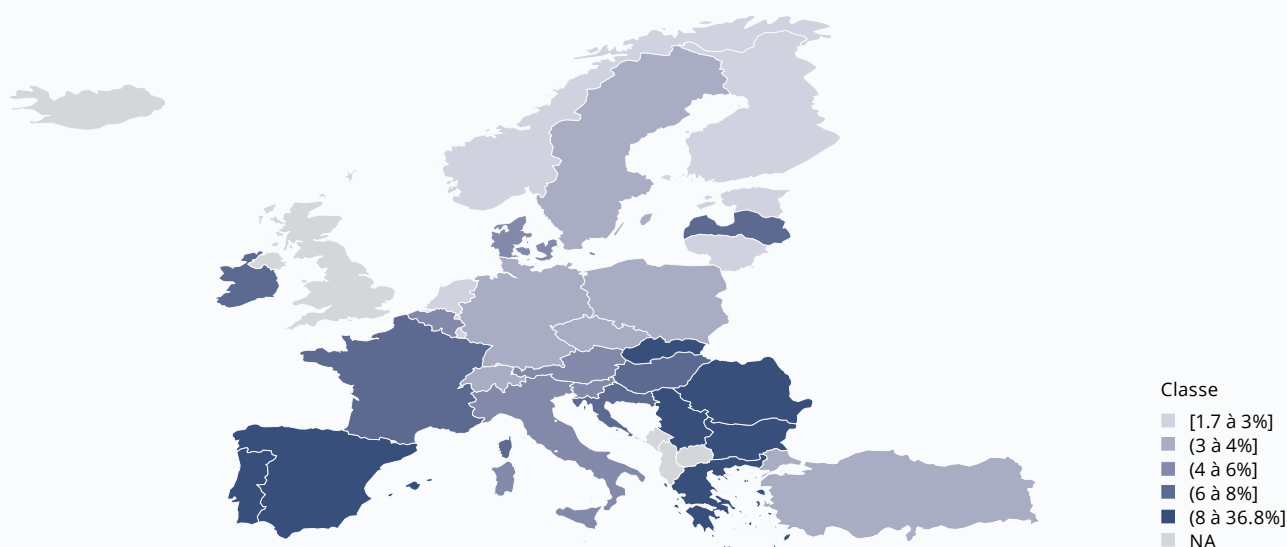 Classe
[1.7 à 3%]
(3 à 4%]
(4 à 6%]
(6 à 8%]
(8 à 36.8%]
NA